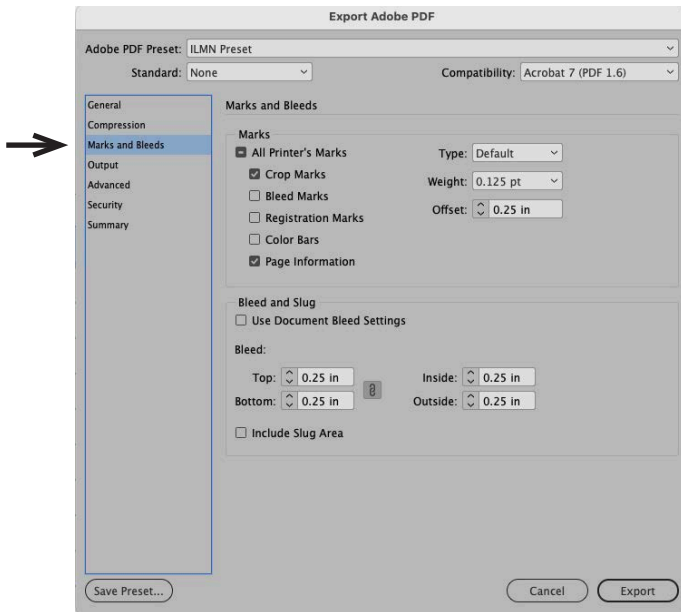 Export Adobe PDF
Adobe PDF Preset: ILMN Preset
Standard: None
Compatibility: Acrobat 7 (PDF 1.6)
General
Compression
Marks and Bleeds
Output
Advanced
Security
Summary
Marks and Bleeds
Marks
All Printer's Marks
Crop Marks
Bleed Marks
Registration Marks
Color Bars
Page Information
Type: Default
Weight: 0.125 pt
Offset: 0.25 in
Bleed and Slug
Use Document Bleed Settings
Bleed:
Top: 0.25 in
Bottom: 0.25 in
Inside: 0.25 in
Outside: 0.25 in
Include Slug Area
Save Preset...
Cancel
Export